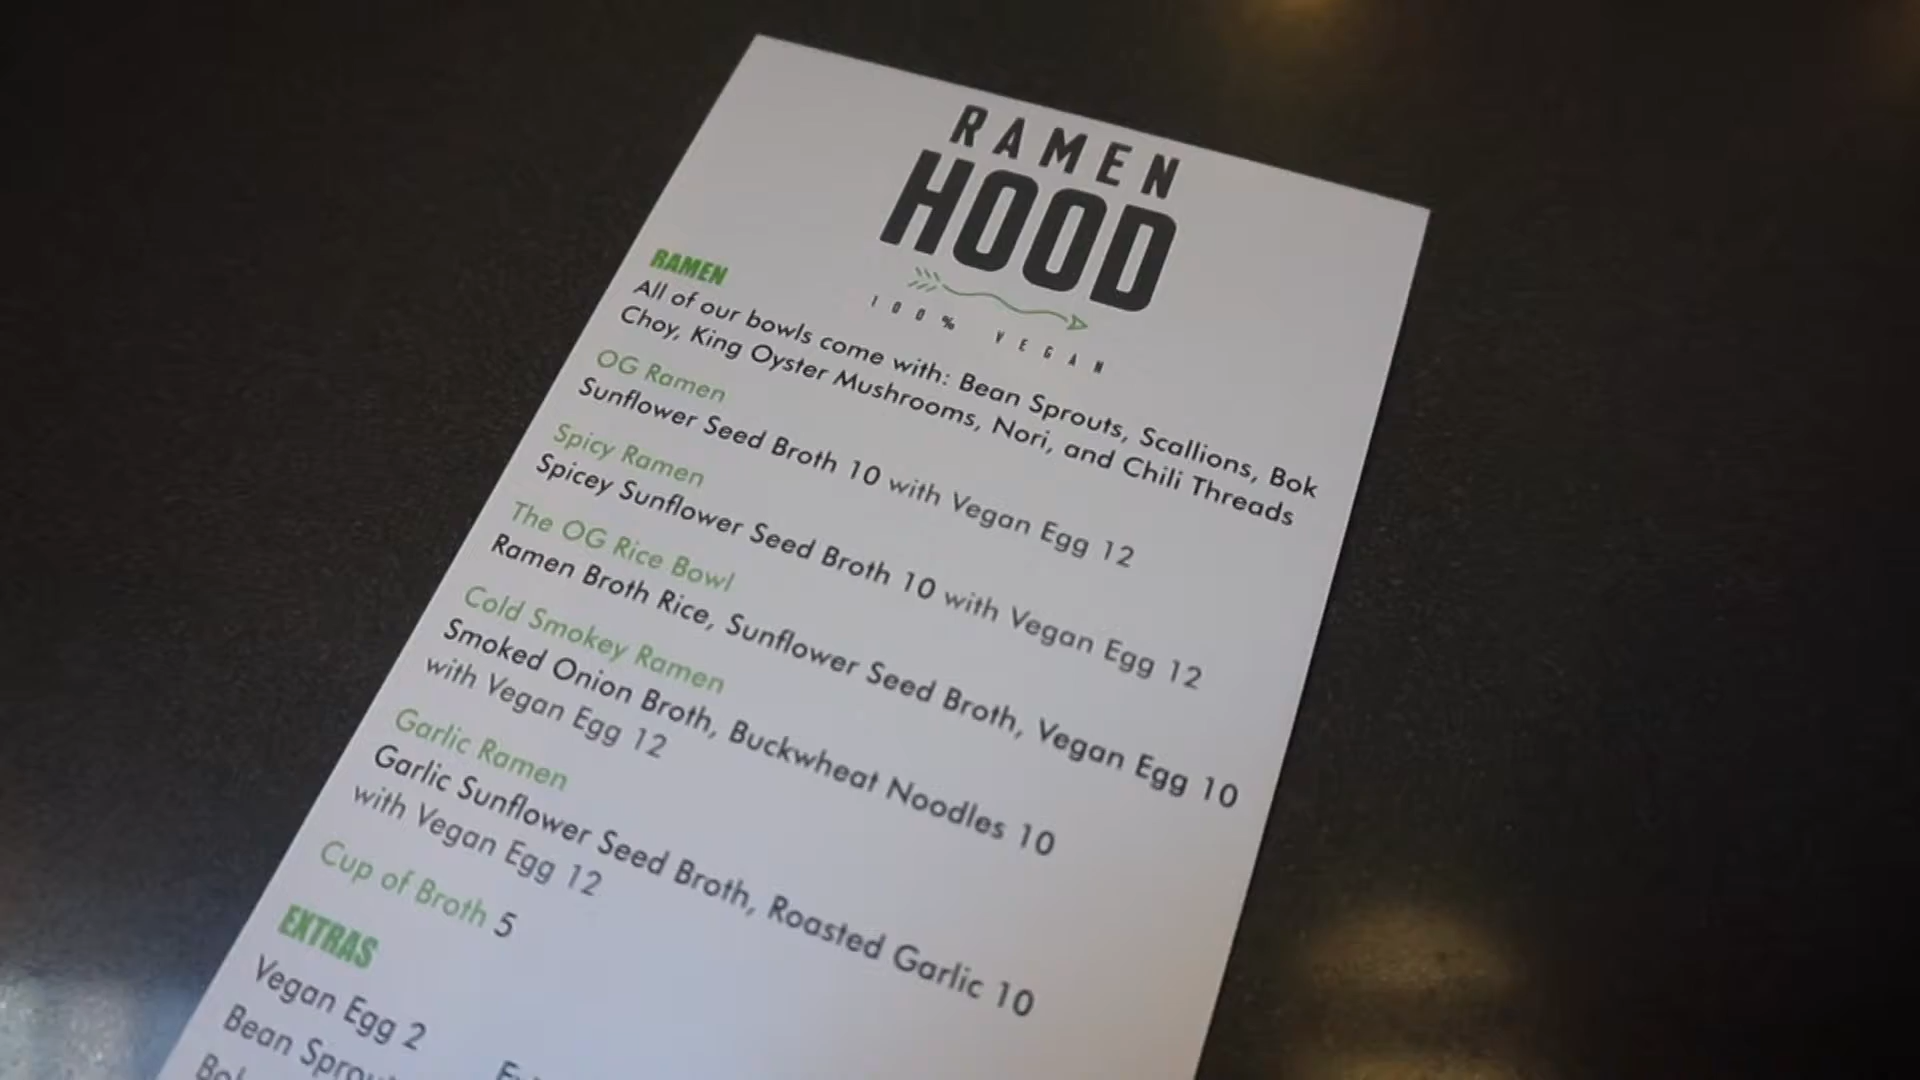 RAMEN
HOOD
100% VEGAN
RAMEN
All of our bowls come with: Bean Sprouts, Scallions, Bok
Choy, King Oyster Mushrooms, Nori, and Chili Threads
OG Ramen
Sunflower Seed Broth 10 with Vegan Egg 12
Spicy Ramen
Spicey Sunflower Seed Broth 10 with Vegan Egg 12
The OG Rice Bowl
Ramen Broth Rice, Sunflower Seed Broth, Vegan Egg 10
Cold Smokey Ramen
Smoked Onion Broth, Buckwheat Noodles 10
with Vegan Egg 12
Garlic Ramen
Garlic Sunflower Seed Broth, Roasted Garlic 10
with Vegan Egg 12
Cup of Broth 5
EXTRAS
Vegan Egg 2
Bean